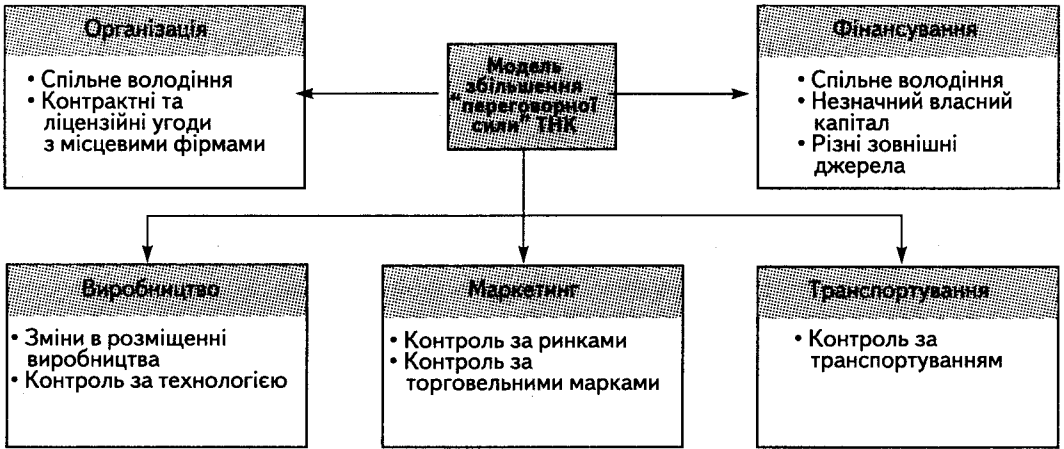 Організація
• Спільне володіння
• Контрактні та
ліцензійні угоди
з місцевими фірмами
Модель
збільшення
"переговорної
сили" ТНК
Фінансування
• Спільне володіння
• Незначний власний
капітал
• Різні зовнішні
джерела
Виробництво
• Зміни в розміщенні
виробництва
• Контроль за технологією
Маркетинг
• Контроль за ринками
• Контроль за
торговельними марками
Транспортування
• Контроль за
транспортуванням